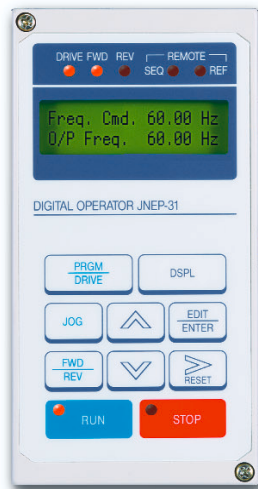 DRIVE FWD REV REMOTE
SEQ REF
Freq. Cmd. 60.00 Hz
O/P Freq. 60.00 Hz
DIGITAL OPERATOR JNEP-31
PRGM
DRIVE
DSPL
JOG
EDIT
ENTER
FWD
REV
RESET
RUN
STOP